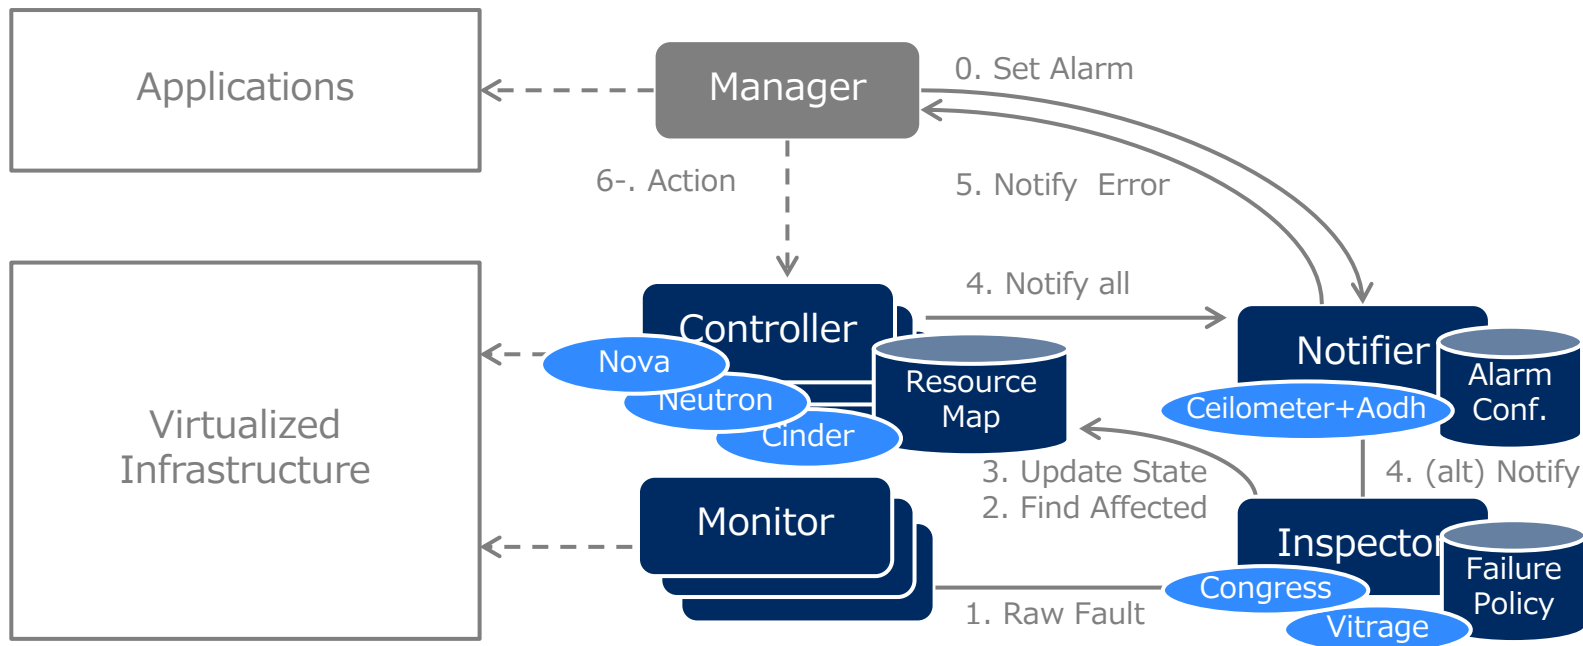 Applications
Manager
0. Set Alarm
6-. Action
5. Notify Error
4. Notify all
Controller
Nova
Neutron
Cinder
Resource
Map
Notifier
Ceilometer+Aodh
Alarm
Conf.
Virtualized
Infrastructure
3. Update State
2. Find Affected
4. (alt) Notify
Monitor
Inspector
Congress
Vitrage
Failure
Policy
1. Raw Fault